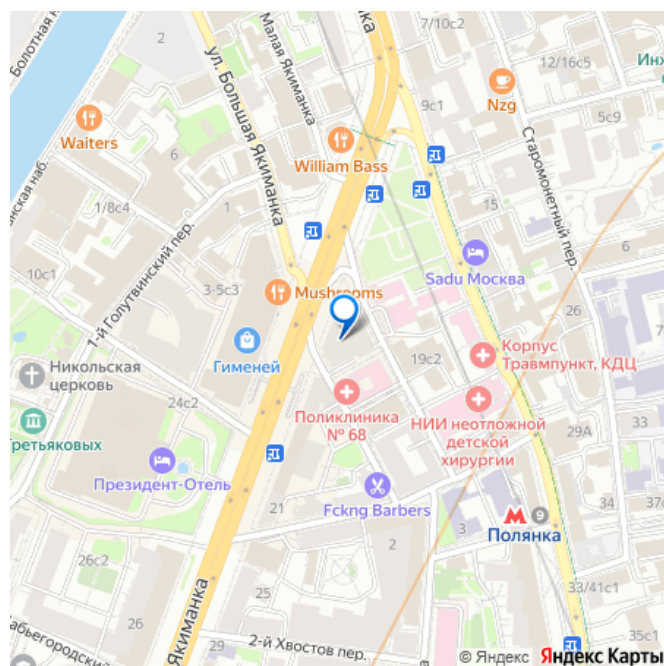 Болотная н
2
ул. Большая Якиманка
Малая Якиманка
Якиманка
7/10с2
12/16с5
Инж
Nzg
9с1
Старомонетный пер.
Waiters
6
William Bass
анская наб.
1/8с4
1
15
6
1-й Голутвинский пер.
10с1
3-5с3
Mushrooms
Sadu Москва
26
Гименей
19с2
Корпус
Травмпункт, КДЦ
Никольская
церковь
24с2
Поликлиника
№ 68
НИИ неотложной
детской
хирургии
29А
33
Третьяковых
Президент-Отель
34
37
Fckng Barbers
21
2
3
9
Полянка
26с2
25
33/41с1
бьегородский
Якиманка
29
2-й Хвостов пер.
35с1
© Яндекс Яндекс Карты